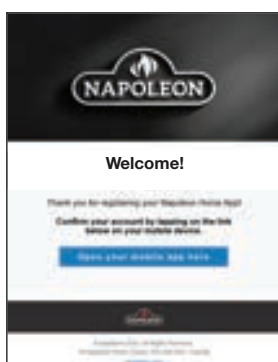 NAPOLEON
Welcome!
Thank you for registering your Napoleon Home App!
Confirm your account by tapping on the link
below on your mobile device.
Open your mobile app here
NAPOLEON